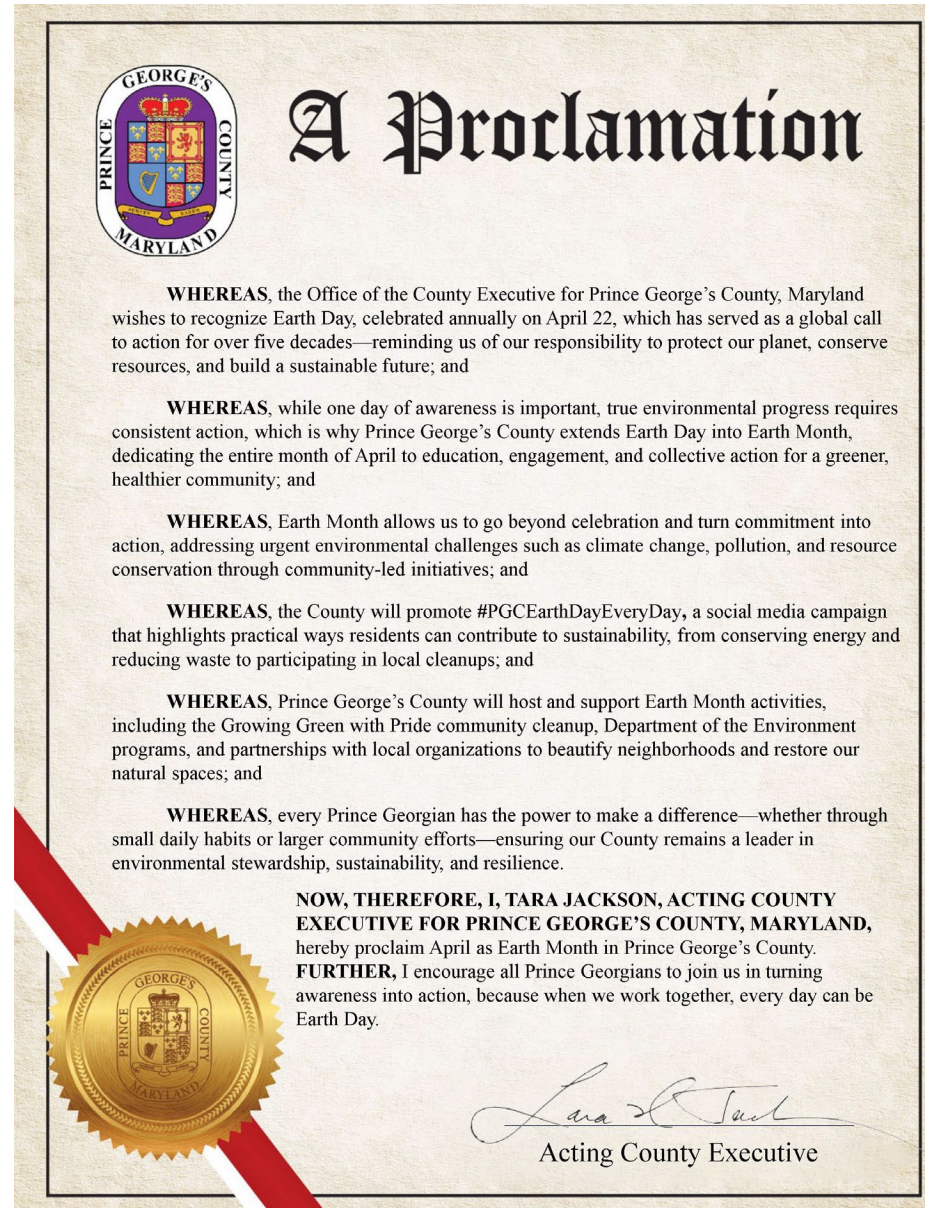 GEORGE'S
PRINCE
COUNTY
MARYLAND
A Proclamation
WHEREAS, the Office of the County Executive for Prince George's County, Maryland
wishes to recognize Earth Day, celebrated annually on April 22, which has served as a global call
to action for over five decades—reminding us of our responsibility to protect our planet, conserve
resources, and build a sustainable future; and
WHEREAS, while one day of awareness is important, true environmental progress requires
consistent action, which is why Prince George's County extends Earth Day into Earth Month,
dedicating the entire month of April to education, engagement, and collective action for a greener,
healthier community; and
WHEREAS, Earth Month allows us to go beyond celebration and turn commitment into
action, addressing urgent environmental challenges such as climate change, pollution, and resource
conservation through community-led initiatives; and
WHEREAS, the County will promote #PGCEarthDayEveryDay, a social media campaign
that highlights practical ways residents can contribute to sustainability, from conserving energy and
reducing waste to participating in local cleanups; and
WHEREAS, Prince George's County will host and support Earth Month activities,
including the Growing Green with Pride community cleanup, Department of the Environment
programs, and partnerships with local organizations to beautify neighborhoods and restore our
natural spaces; and
WHEREAS, every Prince Georgian has the power to make a difference—whether through
small daily habits or larger community efforts—ensuring our County remains a leader in
environmental stewardship, sustainability, and resilience.
NOW, THEREFORE, I, TARA JACKSON, ACTING COUNTY
EXECUTIVE FOR PRINCE GEORGE'S COUNTY, MARYLAND,
hereby proclaim April as Earth Month in Prince George's County.
FURTHER, I encourage all Prince Georgians to join us in turning
awareness into action, because when we work together, every day can be
Earth Day.
GEORGE'S
PRINCE
COUNTY
MARYLAND
Acting County Executive